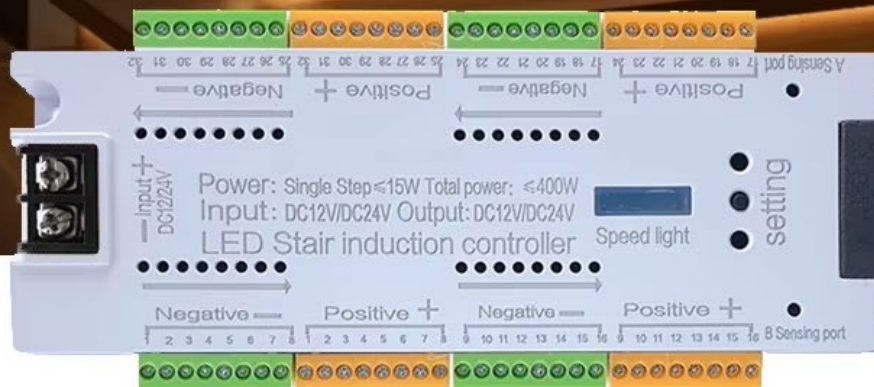 32 31 30 29 28 27 26 25 32 31 30 29 28 27 26 25 24 23 22 21 20 19 18 17 24 23 22 21 20 19 18 17
Negative — Positive + Negative — Positive + A Sensing port
— Input +
DC12/24V
Power: Single Step≤15W Total power: ≤400W
Input: DC12V/DC24V Output: DC12V/DC24V
LED Stair induction controller
Speed light
setting
Negative — Positive + Negative — Positive +
1 2 3 4 5 6 7 8 1 2 3 4 5 6 7 8 9 10 11 12 13 14 15 16 9 10 11 12 13 14 15 16
B Sensing port